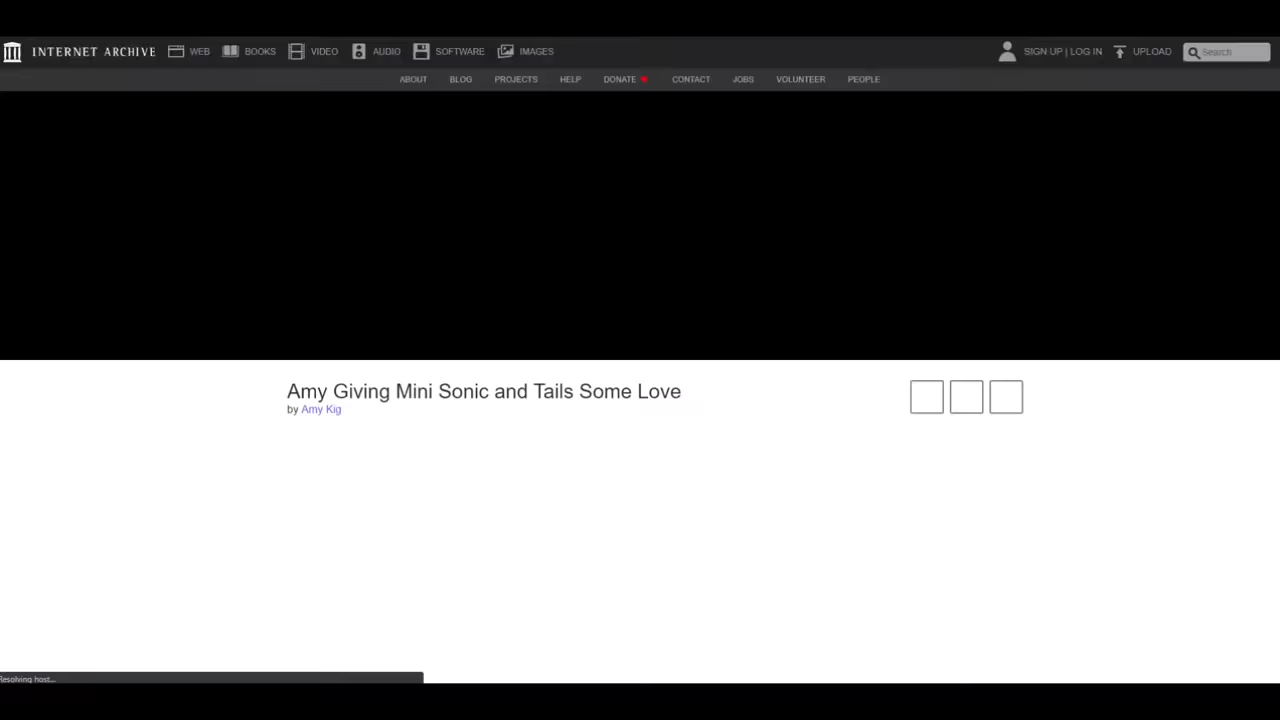 INTERNET ARCHIVE WEB BOOKS VIDEO AUDIO SOFTWARE IMAGES SIGN UP | LOG IN UPLOAD Search
ABOUT BLOG PROJECTS HELP DONATE CONTACT JOBS VOLUNTEER PEOPLE
Amy Giving Mini Sonic and Tails Some Love
by Amy Kig
Resolving host...